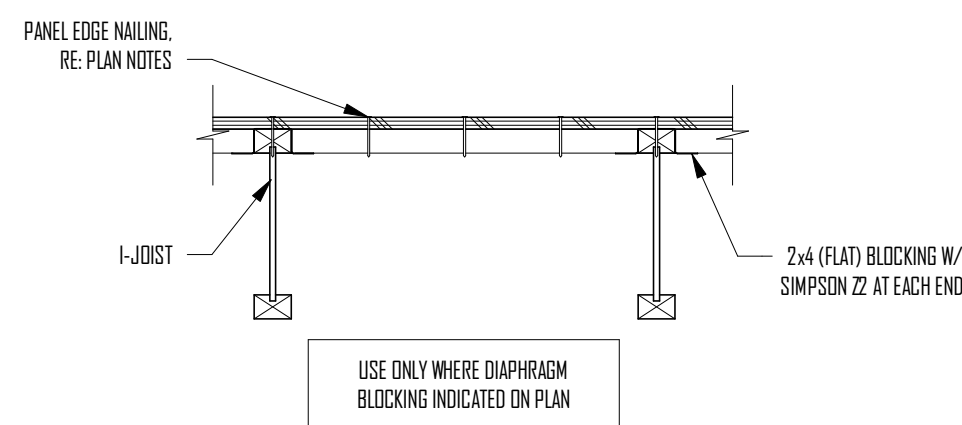 PANEL EDGE NAILING,
RE: PLAN NOTES
I-JOIST
2x4 (FLAT) BLOCKING W/
SIMPSON Z2 AT EACH END
USE ONLY WHERE DIAPHRAGM
BLOCKING INDICATED ON PLAN